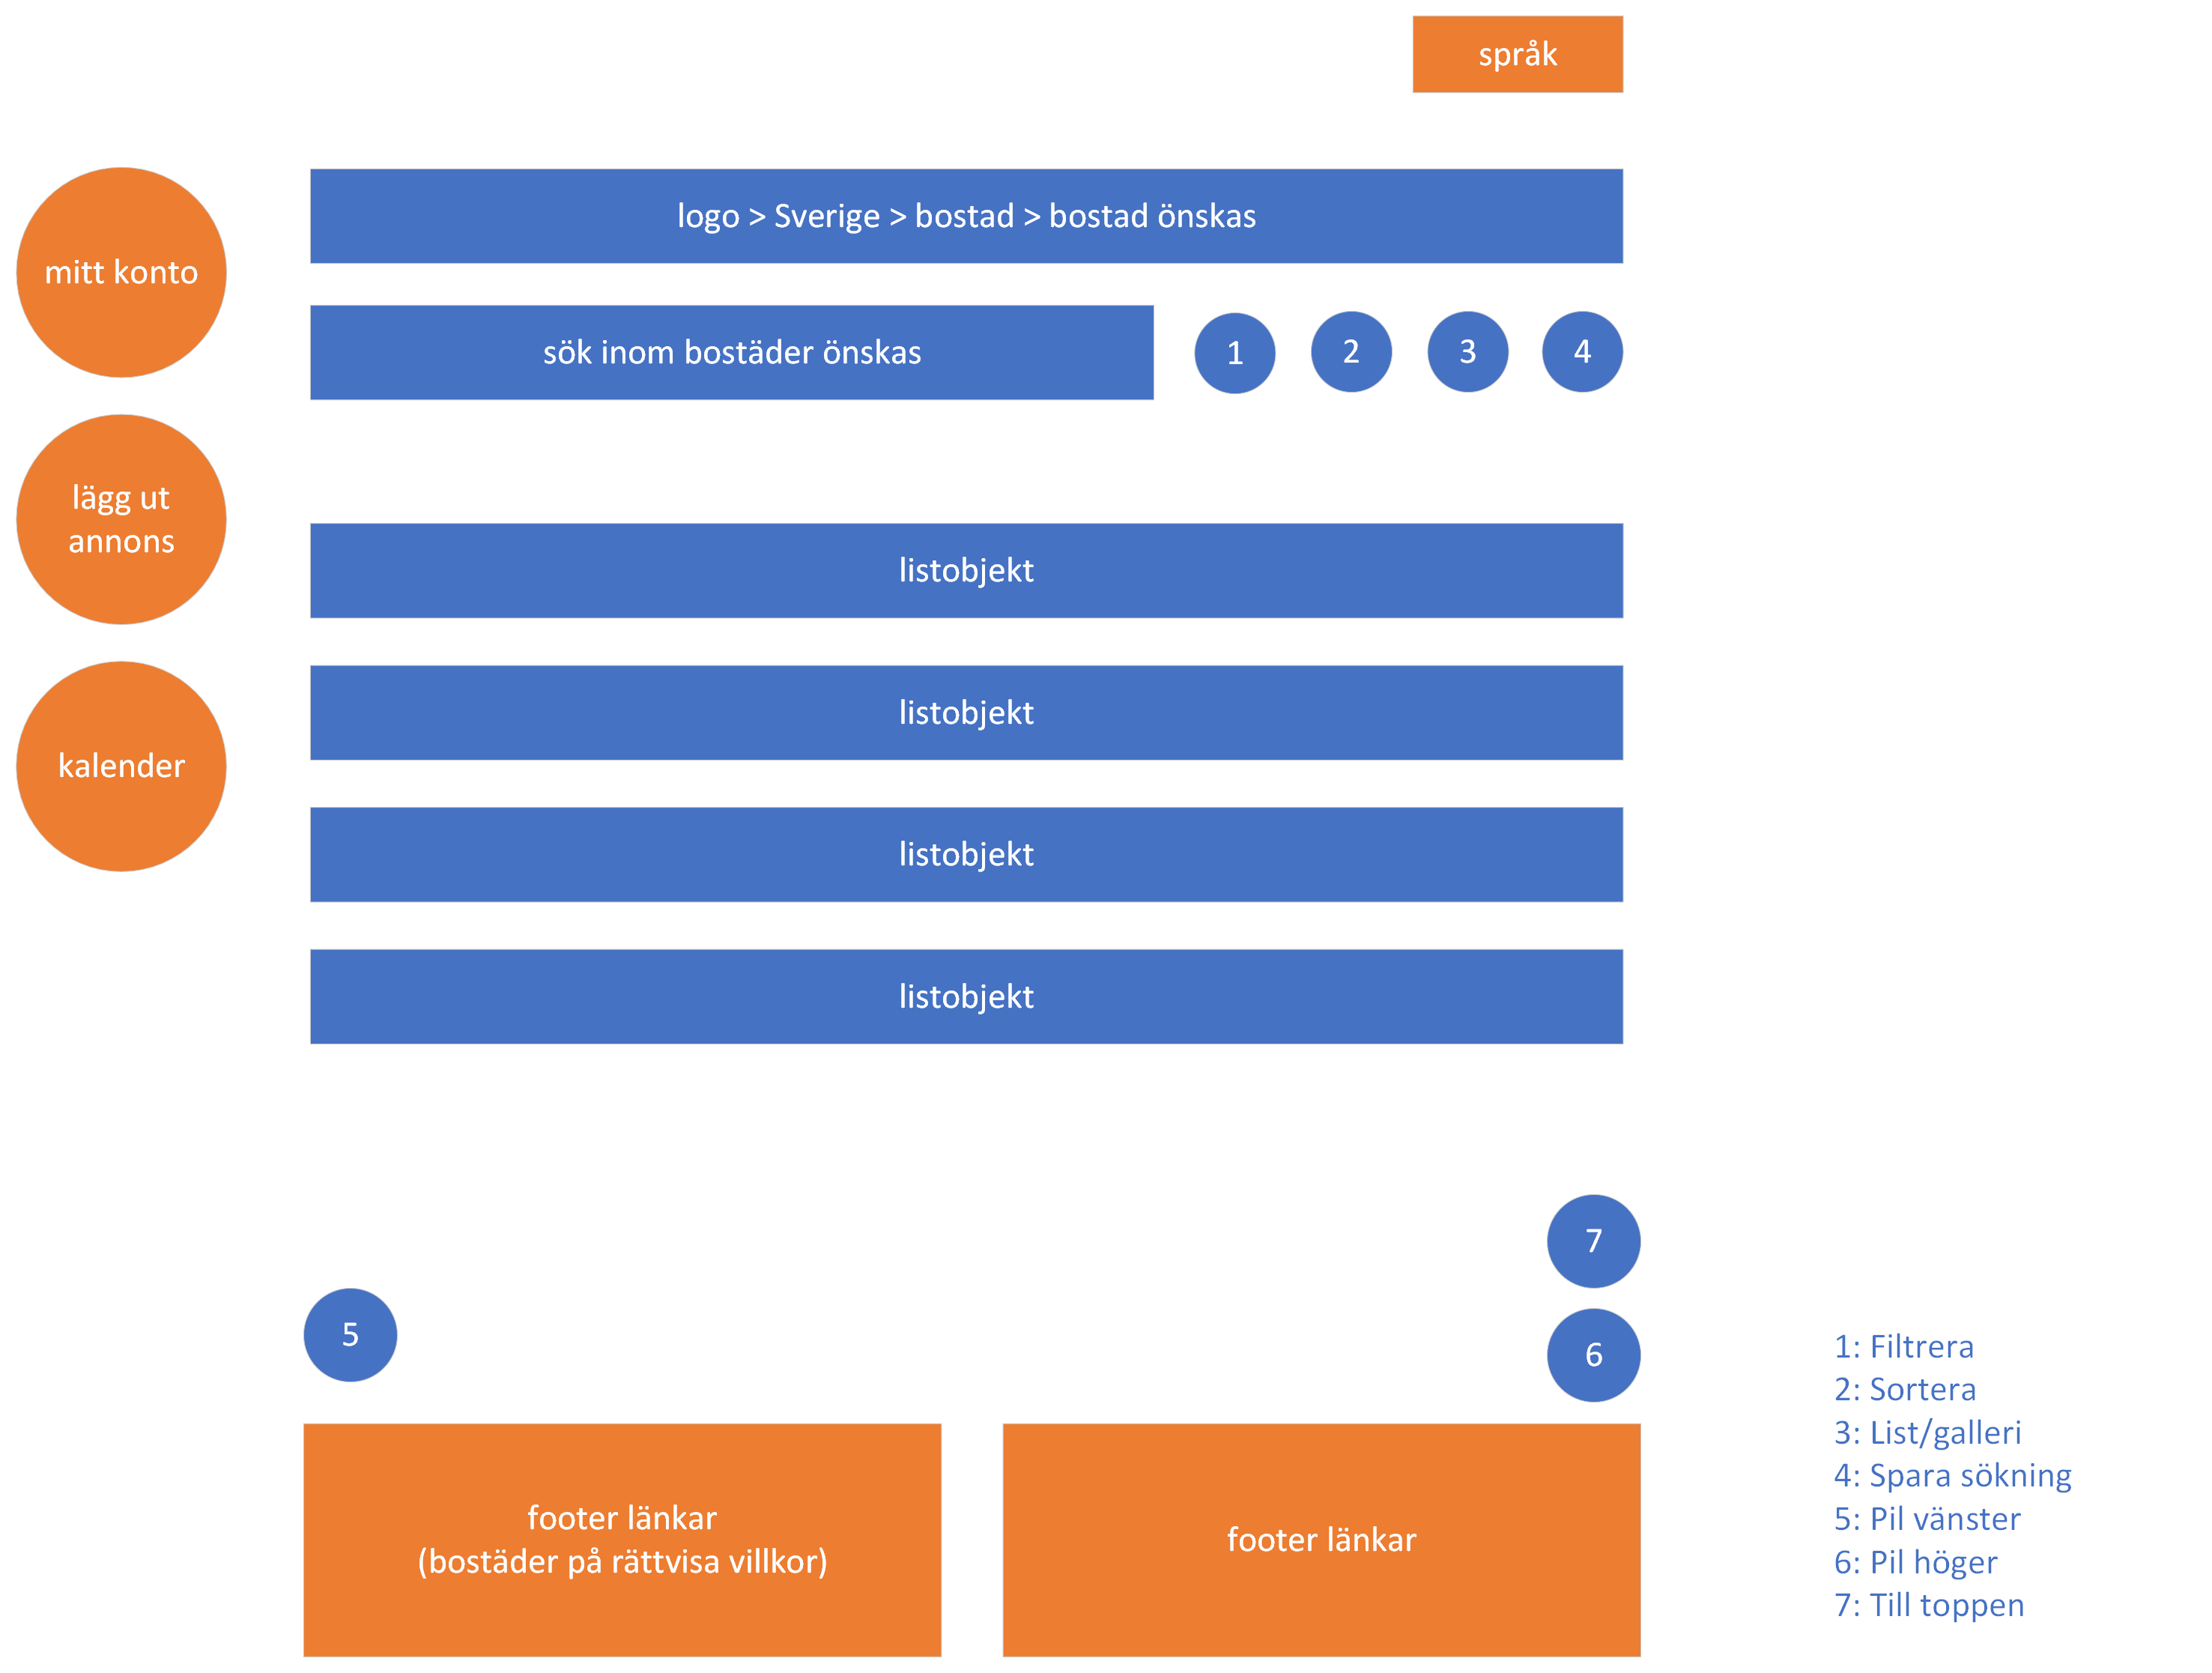 språk
logo > Sverige > bostad > bostad önskas
mitt konto
sök inom bostäder önskas
1
2
3
4
lägg ut
annons
listobjekt
listobjekt
kalender
listobjekt
listobjekt
7
5
6
footer länkar
(bostäder på rättvisa villkor)
footer länkar
1: Filtrera
2: Sortera
3: List/galleri
4: Spara sökning
5: Pil vänster
6: Pil höger
7: Till toppen